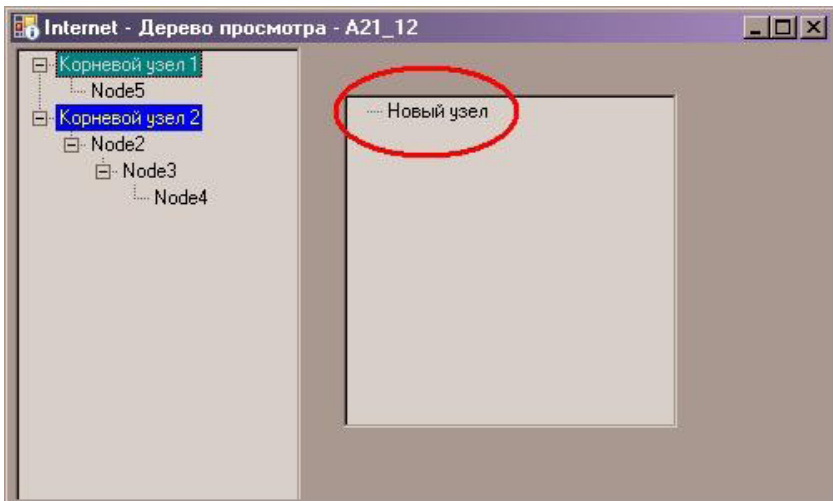 Internet - Дерево просмотра - A21_12
Корневой узел 1
Node5
Корневой узел 2
Node2
Node3
Node4
Новый узел